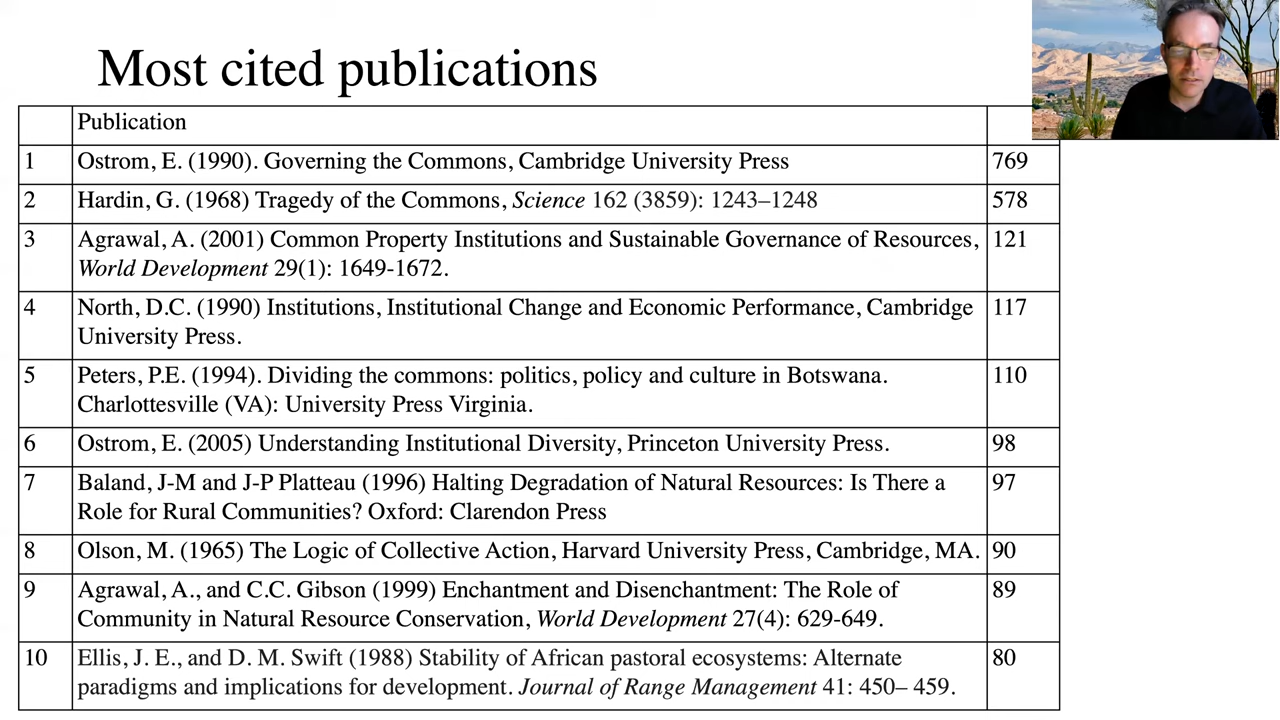 Most cited publications
Publication
1 Ostrom, E. (1990). Governing the Commons, Cambridge University Press 769
2 Hardin, G. (1968) Tragedy of the Commons, Science 162 (3859): 1243–1248 578
3 Agrawal, A. (2001) Common Property Institutions and Sustainable Governance of Resources, 121
World Development 29(1): 1649-1672.
4 North, D.C. (1990) Institutions, Institutional Change and Economic Performance, Cambridge 117
University Press.
5 Peters, P.E. (1994). Dividing the commons: politics, policy and culture in Botswana. 110
Charlottesville (VA): University Press Virginia.
6 Ostrom, E. (2005) Understanding Institutional Diversity, Princeton University Press. 98
7 Baland, J-M and J-P Platteau (1996) Halting Degradation of Natural Resources: Is There a 97
Role for Rural Communities? Oxford: Clarendon Press
8 Olson, M. (1965) The Logic of Collective Action, Harvard University Press, Cambridge, MA. 90
9 Agrawal, A., and C.C. Gibson (1999) Enchantment and Disenchantment: The Role of 89
Community in Natural Resource Conservation, World Development 27(4): 629-649.
10 Ellis, J. E., and D. M. Swift (1988) Stability of African pastoral ecosystems: Alternate 80
paradigms and implications for development. Journal of Range Management 41: 450– 459.